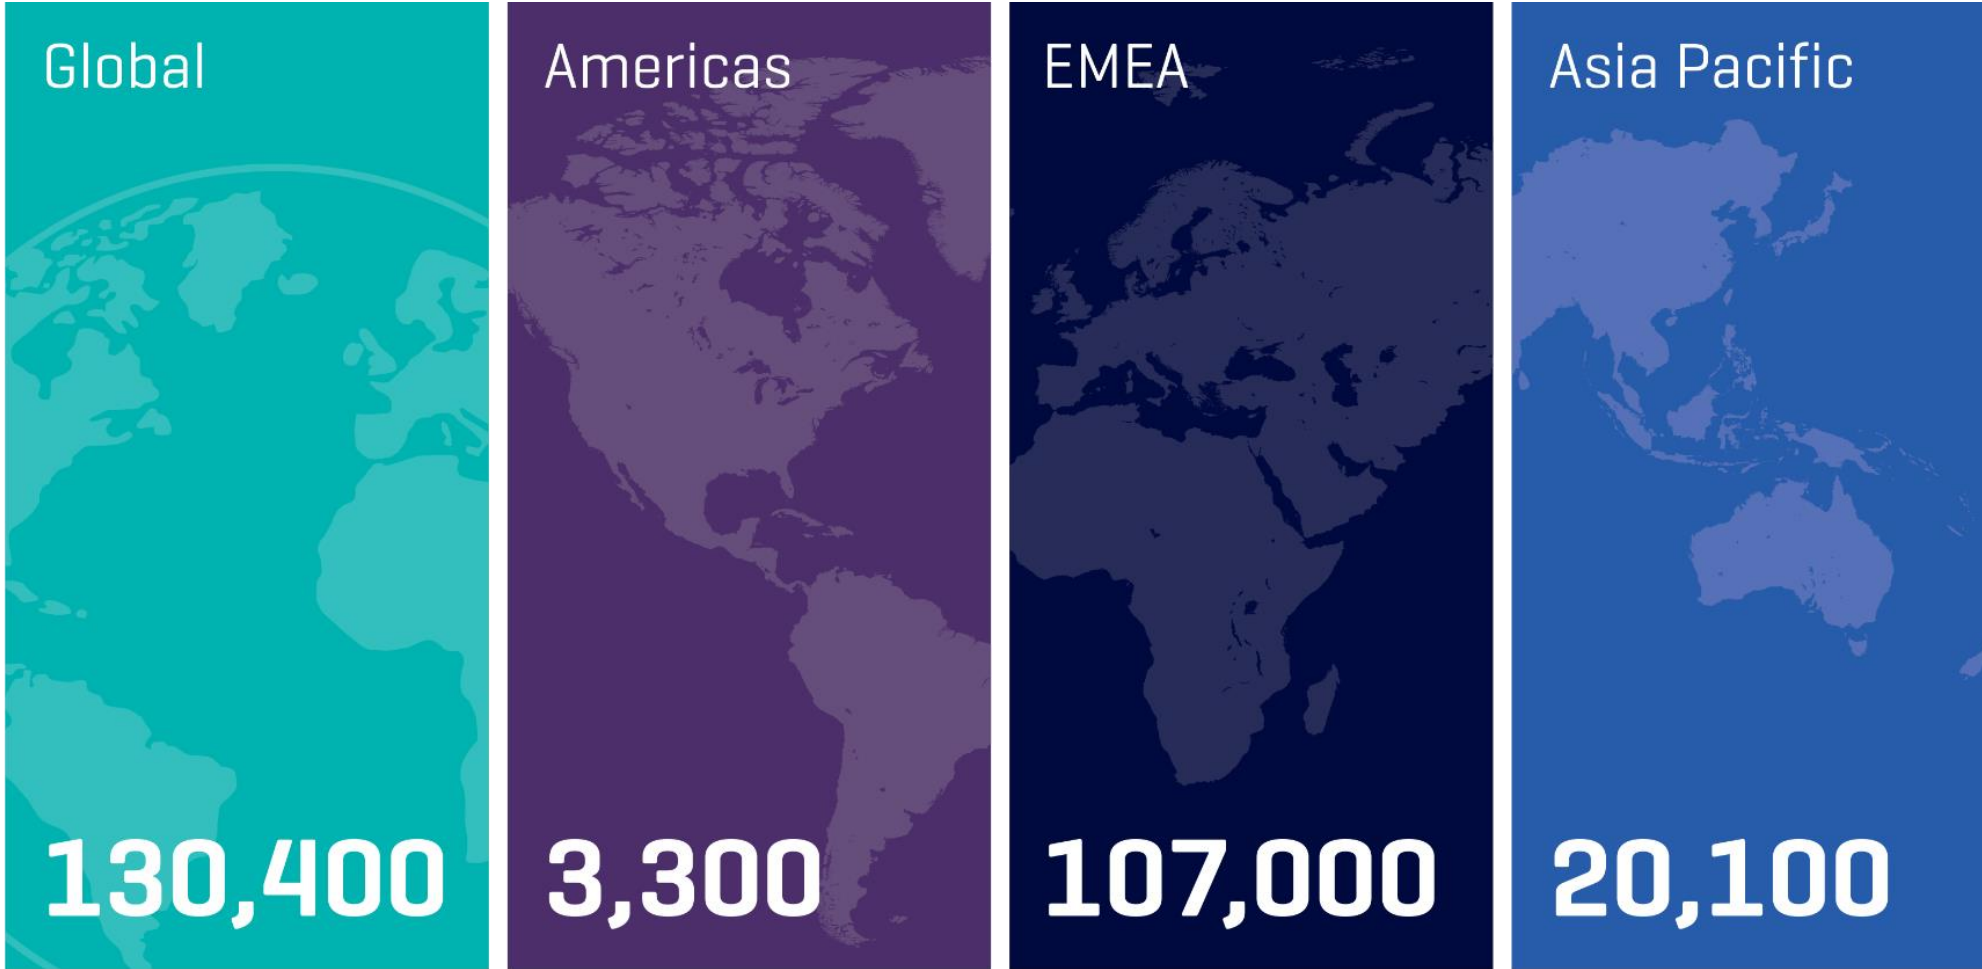 Global
130,400
Americas
3,300
EMEA
107,000
Asia Pacific
20,100